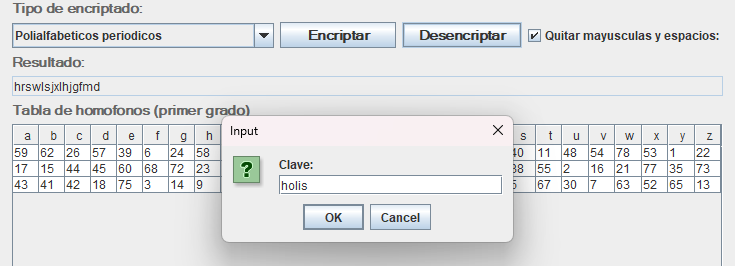 Tipo de encriptado:
Polialfabeticos periodicos Encriptar Desencriptar Quitar mayusculas y espacios:
Resultado:
hrswlsjxlhjgfmd
Tabla de homofonos (primer grado)
a b c d e f g h s t u v w x y z
59 62 26 57 39 6 24 58 40 11 48 54 78 53 1 22
17 15 44 45 60 68 72 23 38 55 2 16 21 77 35 73
43 41 42 18 75 3 14 9 67 30 7 63 52 65 13
Input
Clave:
holis
OK Cancel